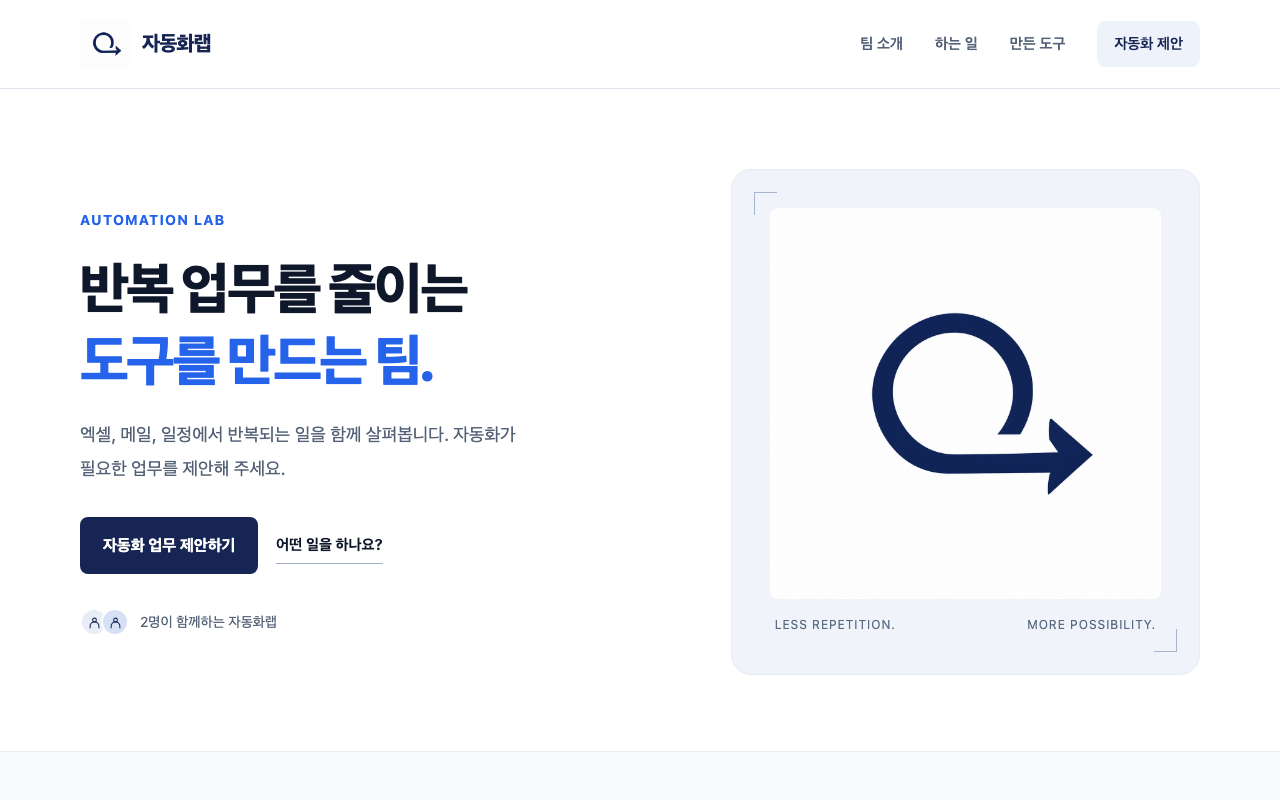 자동화랩
팀 소개
하는 일
만든 도구
자동화 제안
AUTOMATION LAB
반복 업무를 줄이는
도구를 만드는 팀.
엑셀, 메일, 일정에서 반복되는 일을 함께 살펴봅니다. 자동화가
필요한 업무를 제안해 주세요.
자동화 업무 제안하기
어떤 일을 하나요?
2명이 함께하는 자동화랩
LESS REPETITION.
MORE POSSIBILITY.